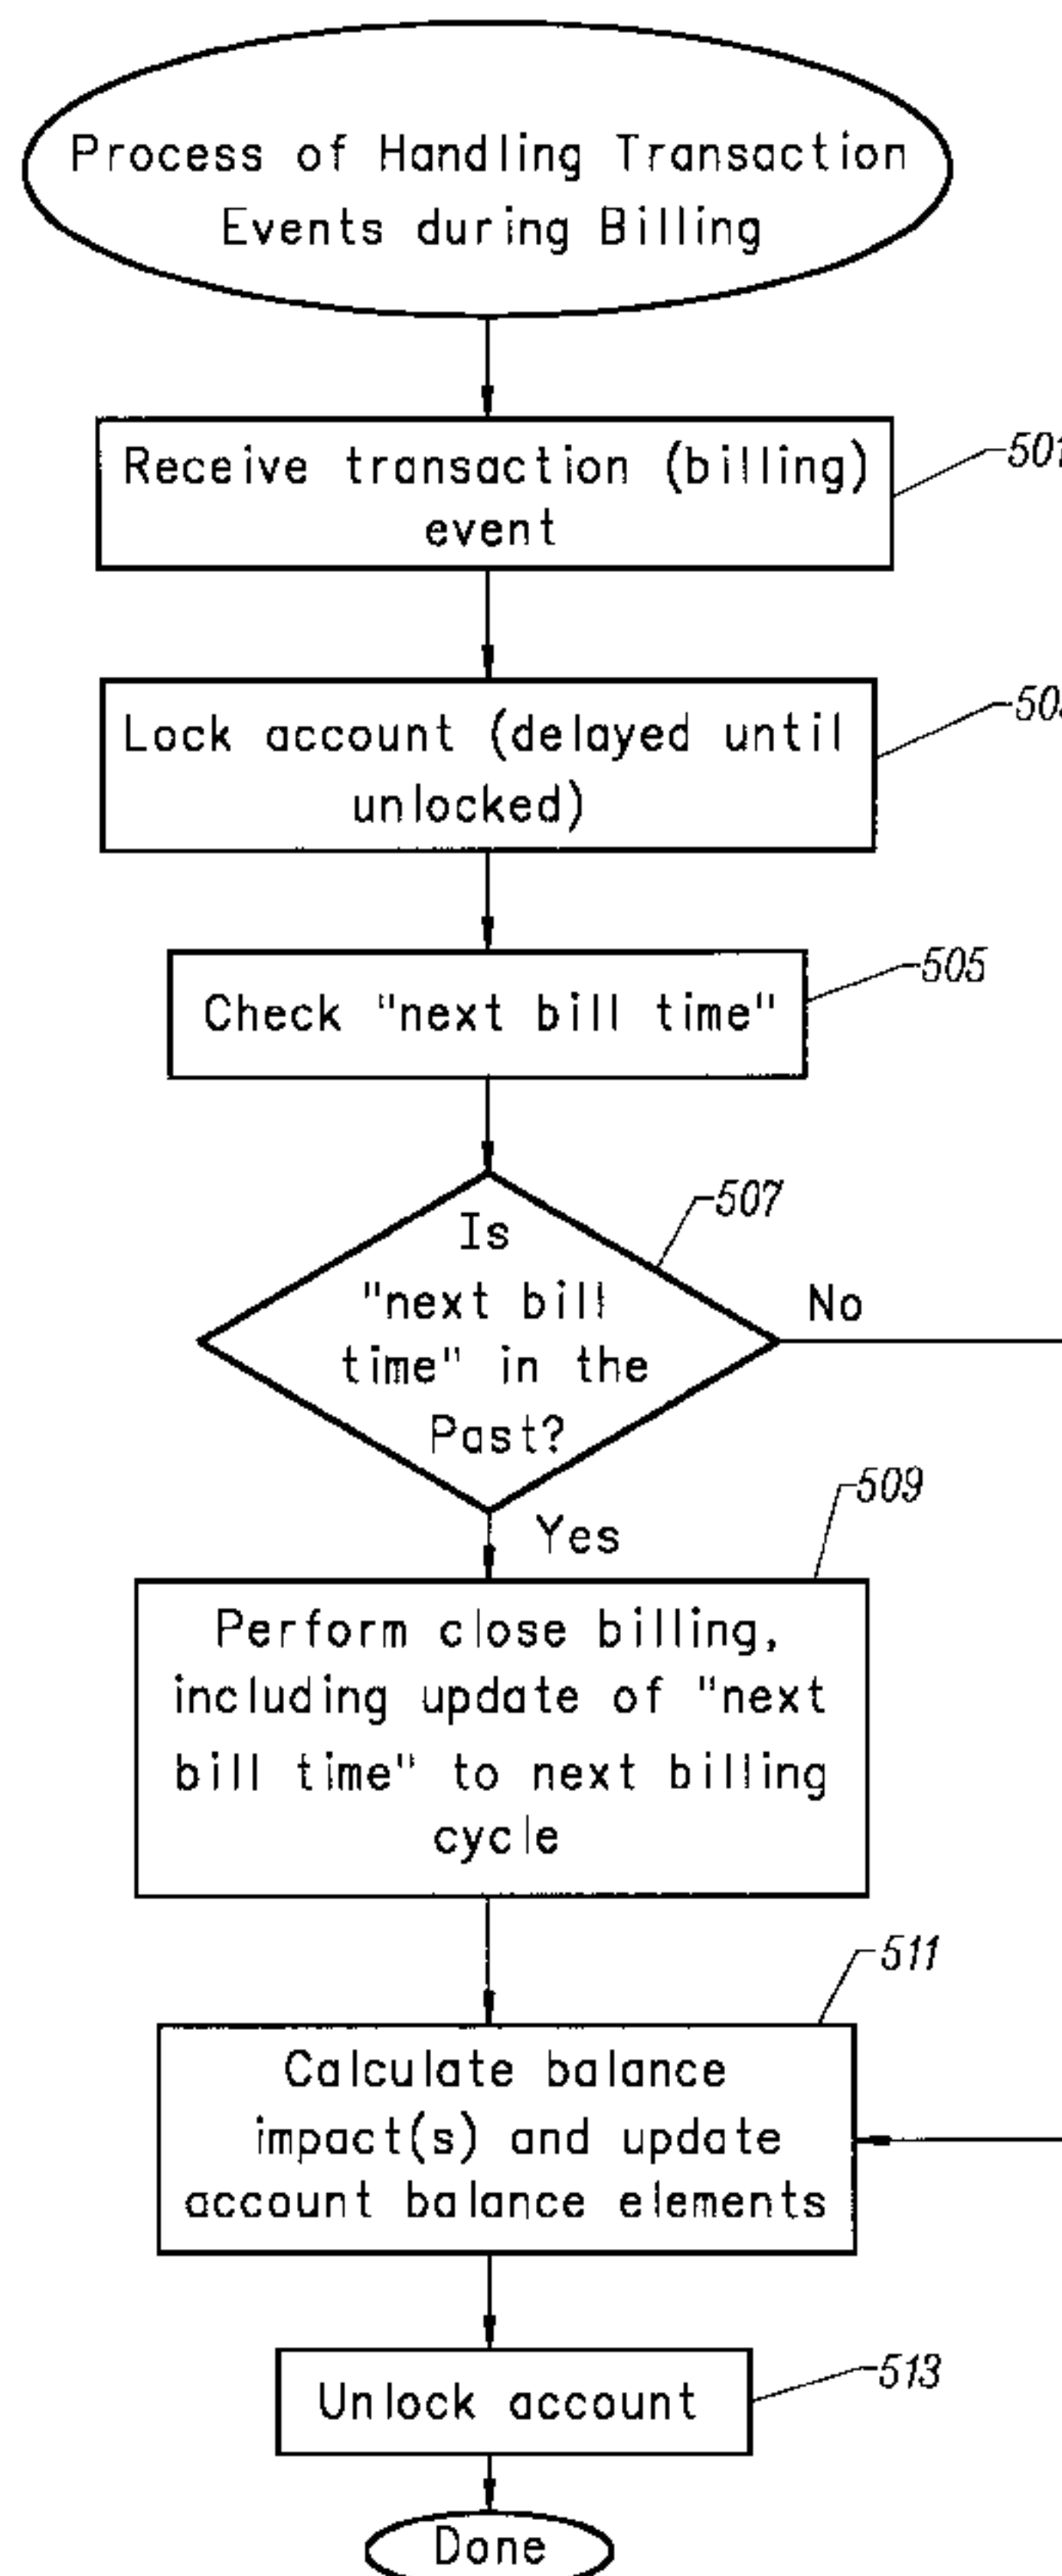 Process of Handling Transaction
Events during Billing
Receive transaction (billing)
event
501
Lock account (delayed until
unlocked)
Check "next bill time"
505
Is
"next bill
time" in the
Past?
507
No
Yes
509
Perform close billing,
including update of "next
bill time" to next billing
cycle
511
Calculate balance
impact(s) and update
account balance elements
Unlock account
513
Done